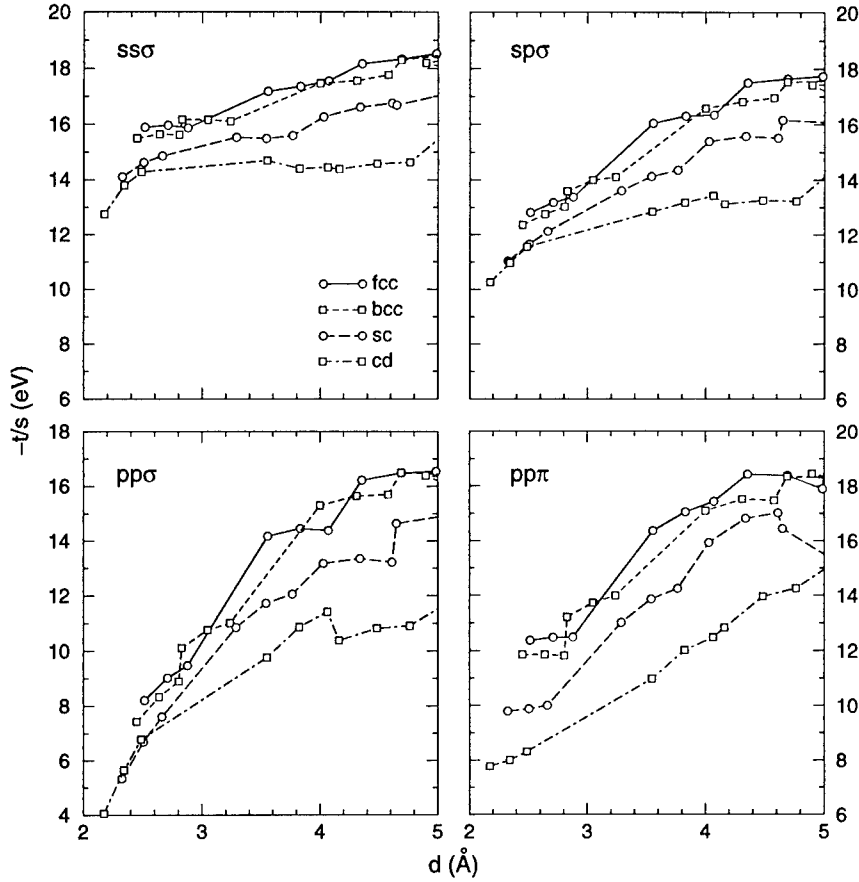 20 ssσ spσ 20
18 18
16 16
14 14
12 fcc 12
10 bcc 10
8 sc 8
6 cd 6
−t/s (eV)
18 ppσ ppπ 20
16 18
14 16
12 14
10 12
8 10
6 8
4 6
2 3 4 5 2 3 4 5
d (Å)